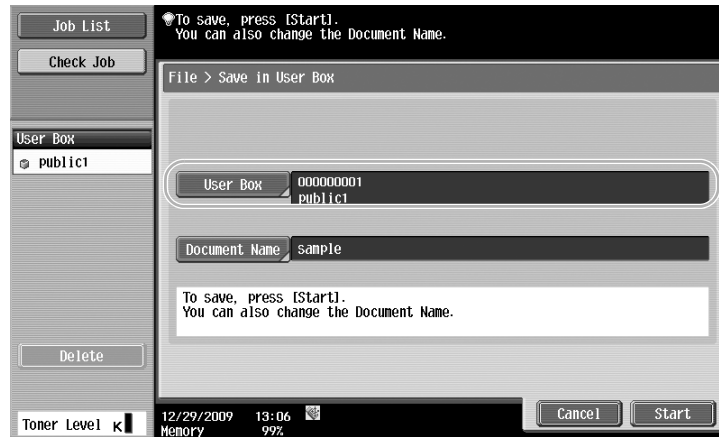 Job List
Check Job
To save, press [Start].
You can also change the Document Name.
File > Save in User Box
User Box
public1
User Box
000000001
public1
Document Name
sample
To save, press [Start].
You can also change the Document Name.
Delete
Toner Level K
12/29/2009 13:06
Memory 99%
Cancel
Start